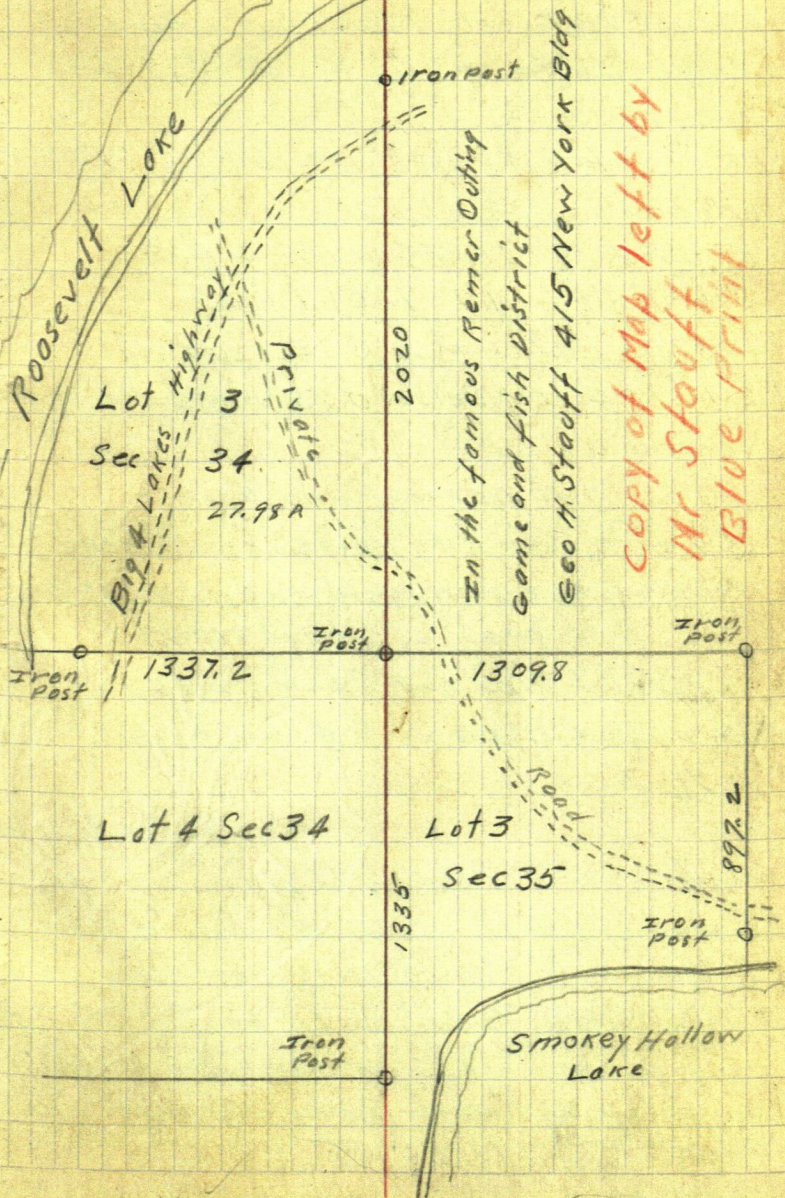 Iron post
Roosevelt Lake
Big 4 Lakes Highway
Private
Lot 3
Sec 34
27.98 A
2020
In the famous Remer Outing
Game and fish District
Geo H. Stauff 415 New York Bldg
Copy of Map left by
Mr Stauff
Blue Print
Iron
Post
1337.2
Iron
Post
1309.8
Iron
Post
Lot 4 Sec 34
Lot 3
Sec 35
Road
897.2
1335
Iron
Post
Iron
Post
Smokey Hollow
Lake